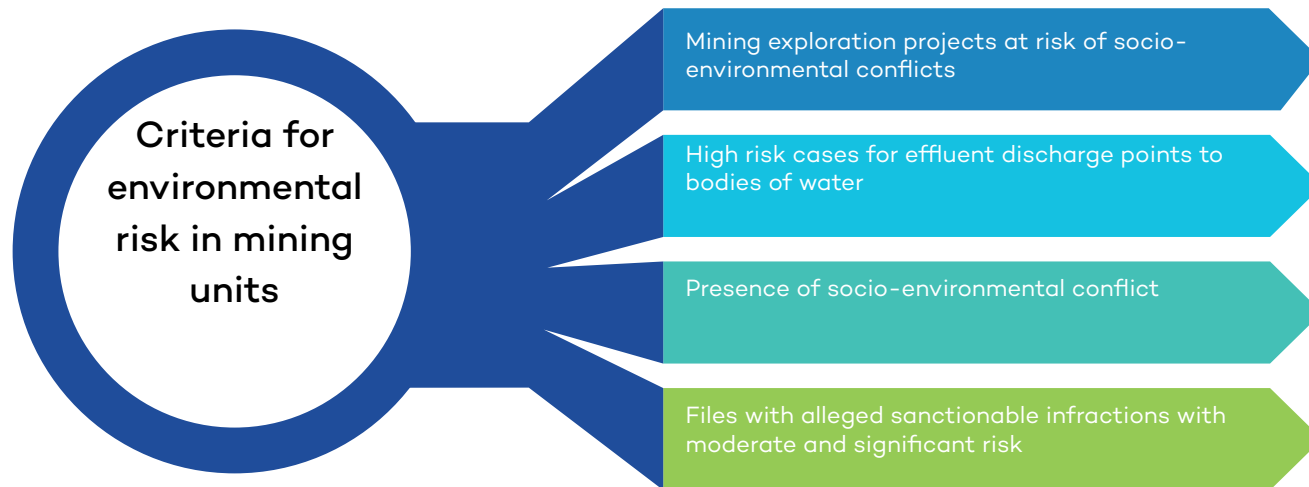 Criteria for
environmental
risk in mining
units
Mining exploration projects at risk of socio-
environmental conflicts
High risk cases for effluent discharge points to
bodies of water
Presence of socio-environmental conflict
Files with alleged sanctionable infractions with
moderate and significant risk